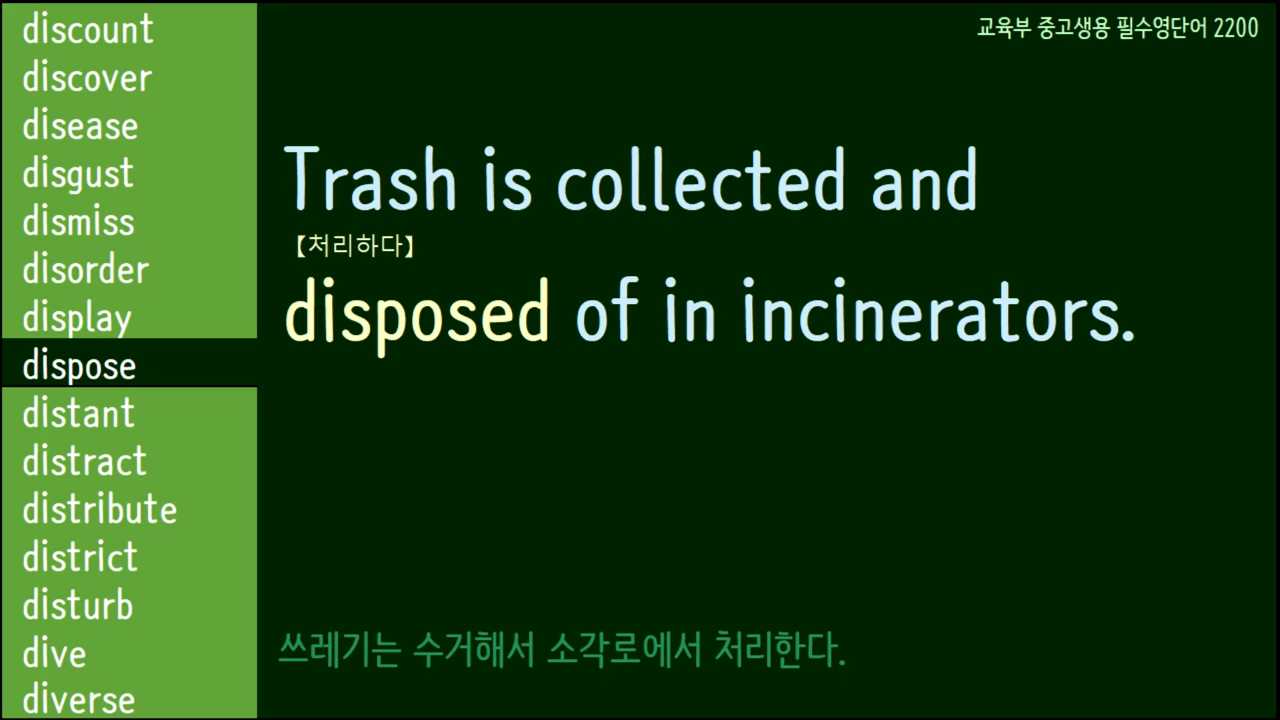 discount
discover
disease
disgust
dismiss
disorder
display
dispose
distant
distract
distribute
district
disturb
dive
diverse
교육부 중고생용 필수영단어 2200
Trash is collected and
【처리하다】
disposed of in incinerators.
쓰레기는 수거해서 소각로에서 처리한다.